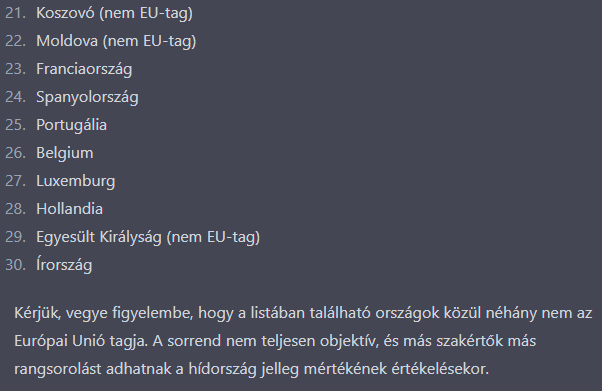 21. Koszovó (nem EU-tag)
22. Moldova (nem EU-tag)
23. Franciaország
24. Spanyolország
25. Portugália
26. Belgium
27. Luxemburg
28. Hollandia
29. Egyesült Királyság (nem EU-tag)
30. Írország
Kérjük, vegye figyelembe, hogy a listában található országok közül néhány nem az
Európai Unió tagja. A sorrend nem teljesen objektív, és más szakértők más
rangsorolást adhatnak a hídország jelleg mértékének értékelésekor.